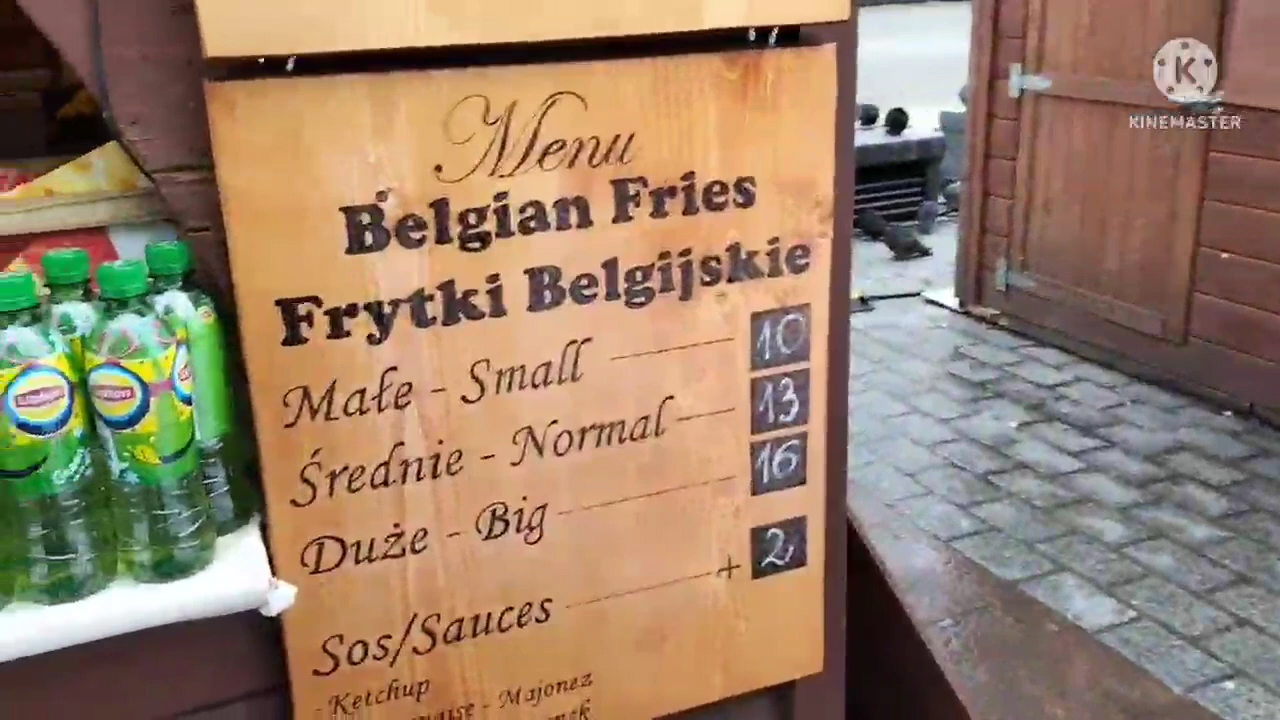 KINEMASTER
Menu
Belgian Fries
Frytki Belgijskie
Małe - Small 10
Średnie - Normal 13
Duże - Big 16
Sos/Sauces + 2
- Ketchup
- Majonez